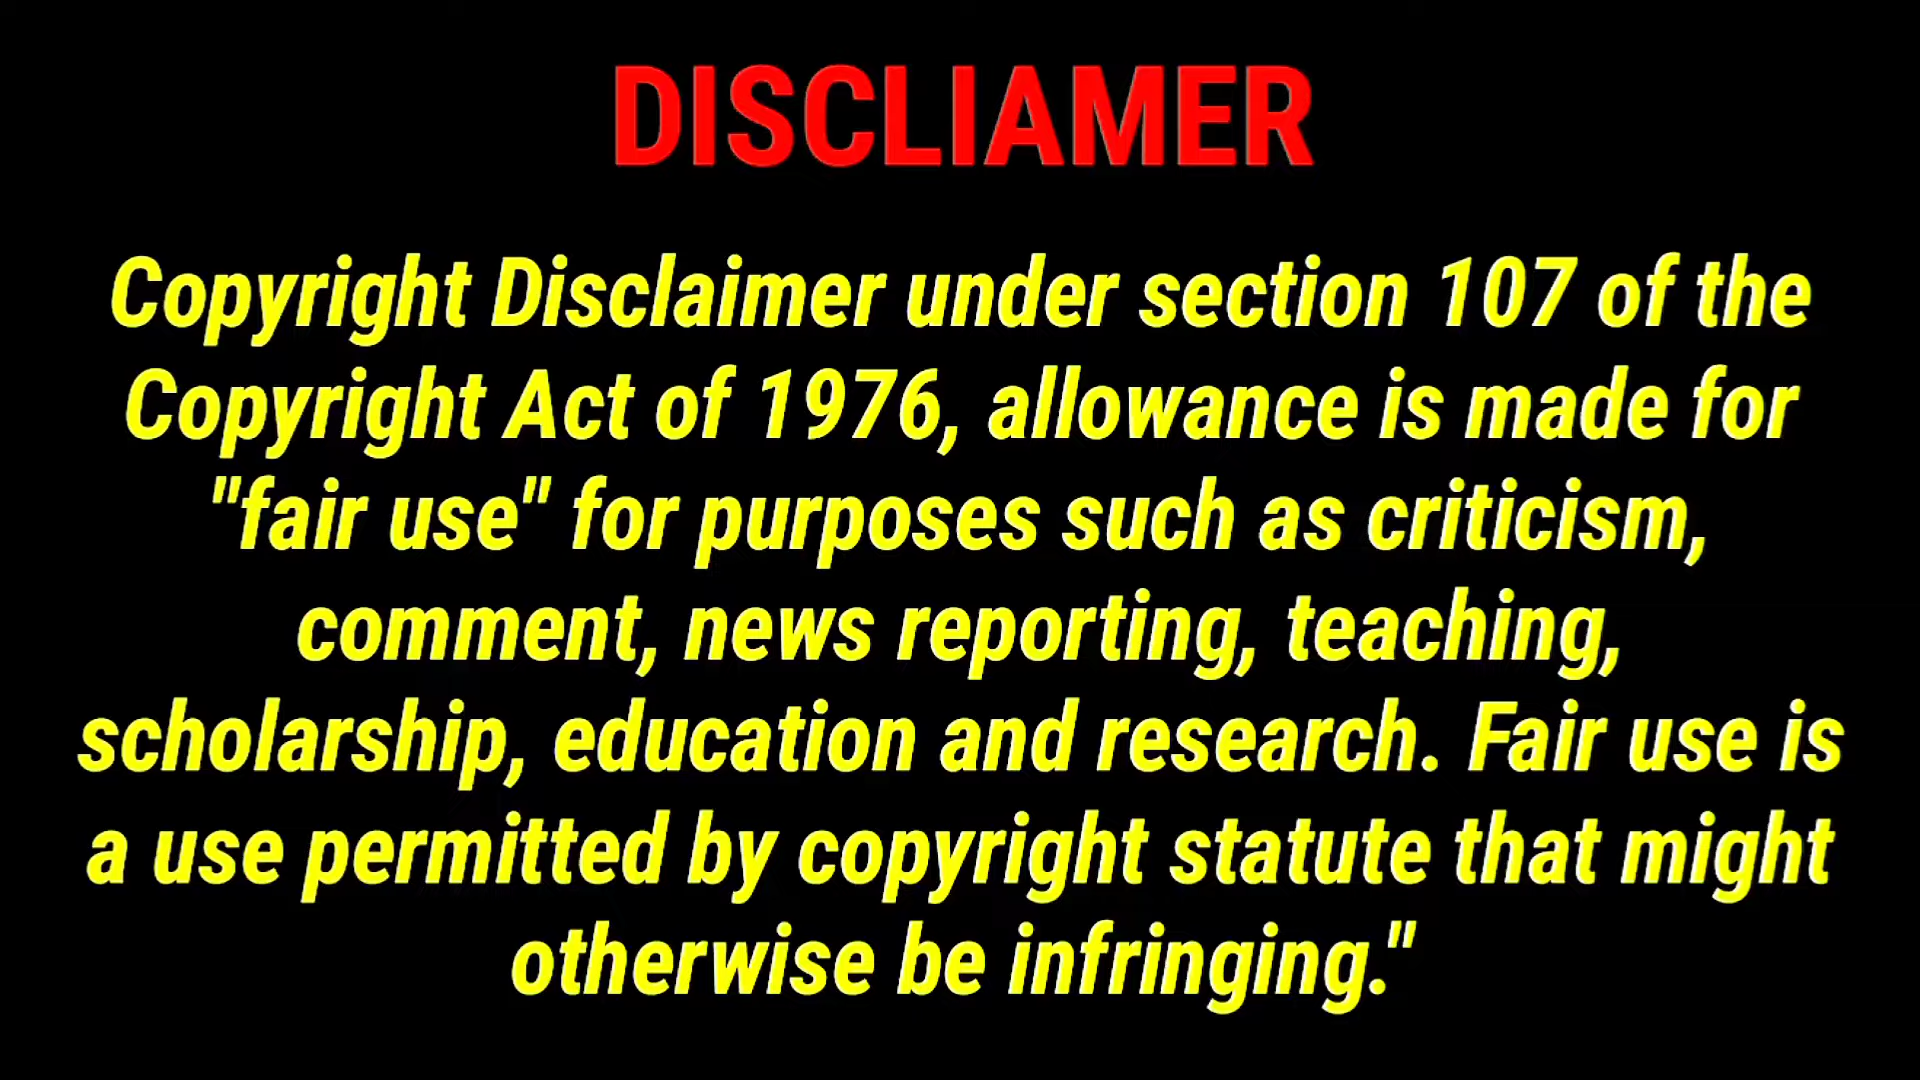 DISCLIAMER
Copyright Disclaimer under section 107 of the
Copyright Act of 1976, allowance is made for
"fair use" for purposes such as criticism,
comment, news reporting, teaching,
scholarship, education and research. Fair use is
a use permitted by copyright statute that might
otherwise be infringing."